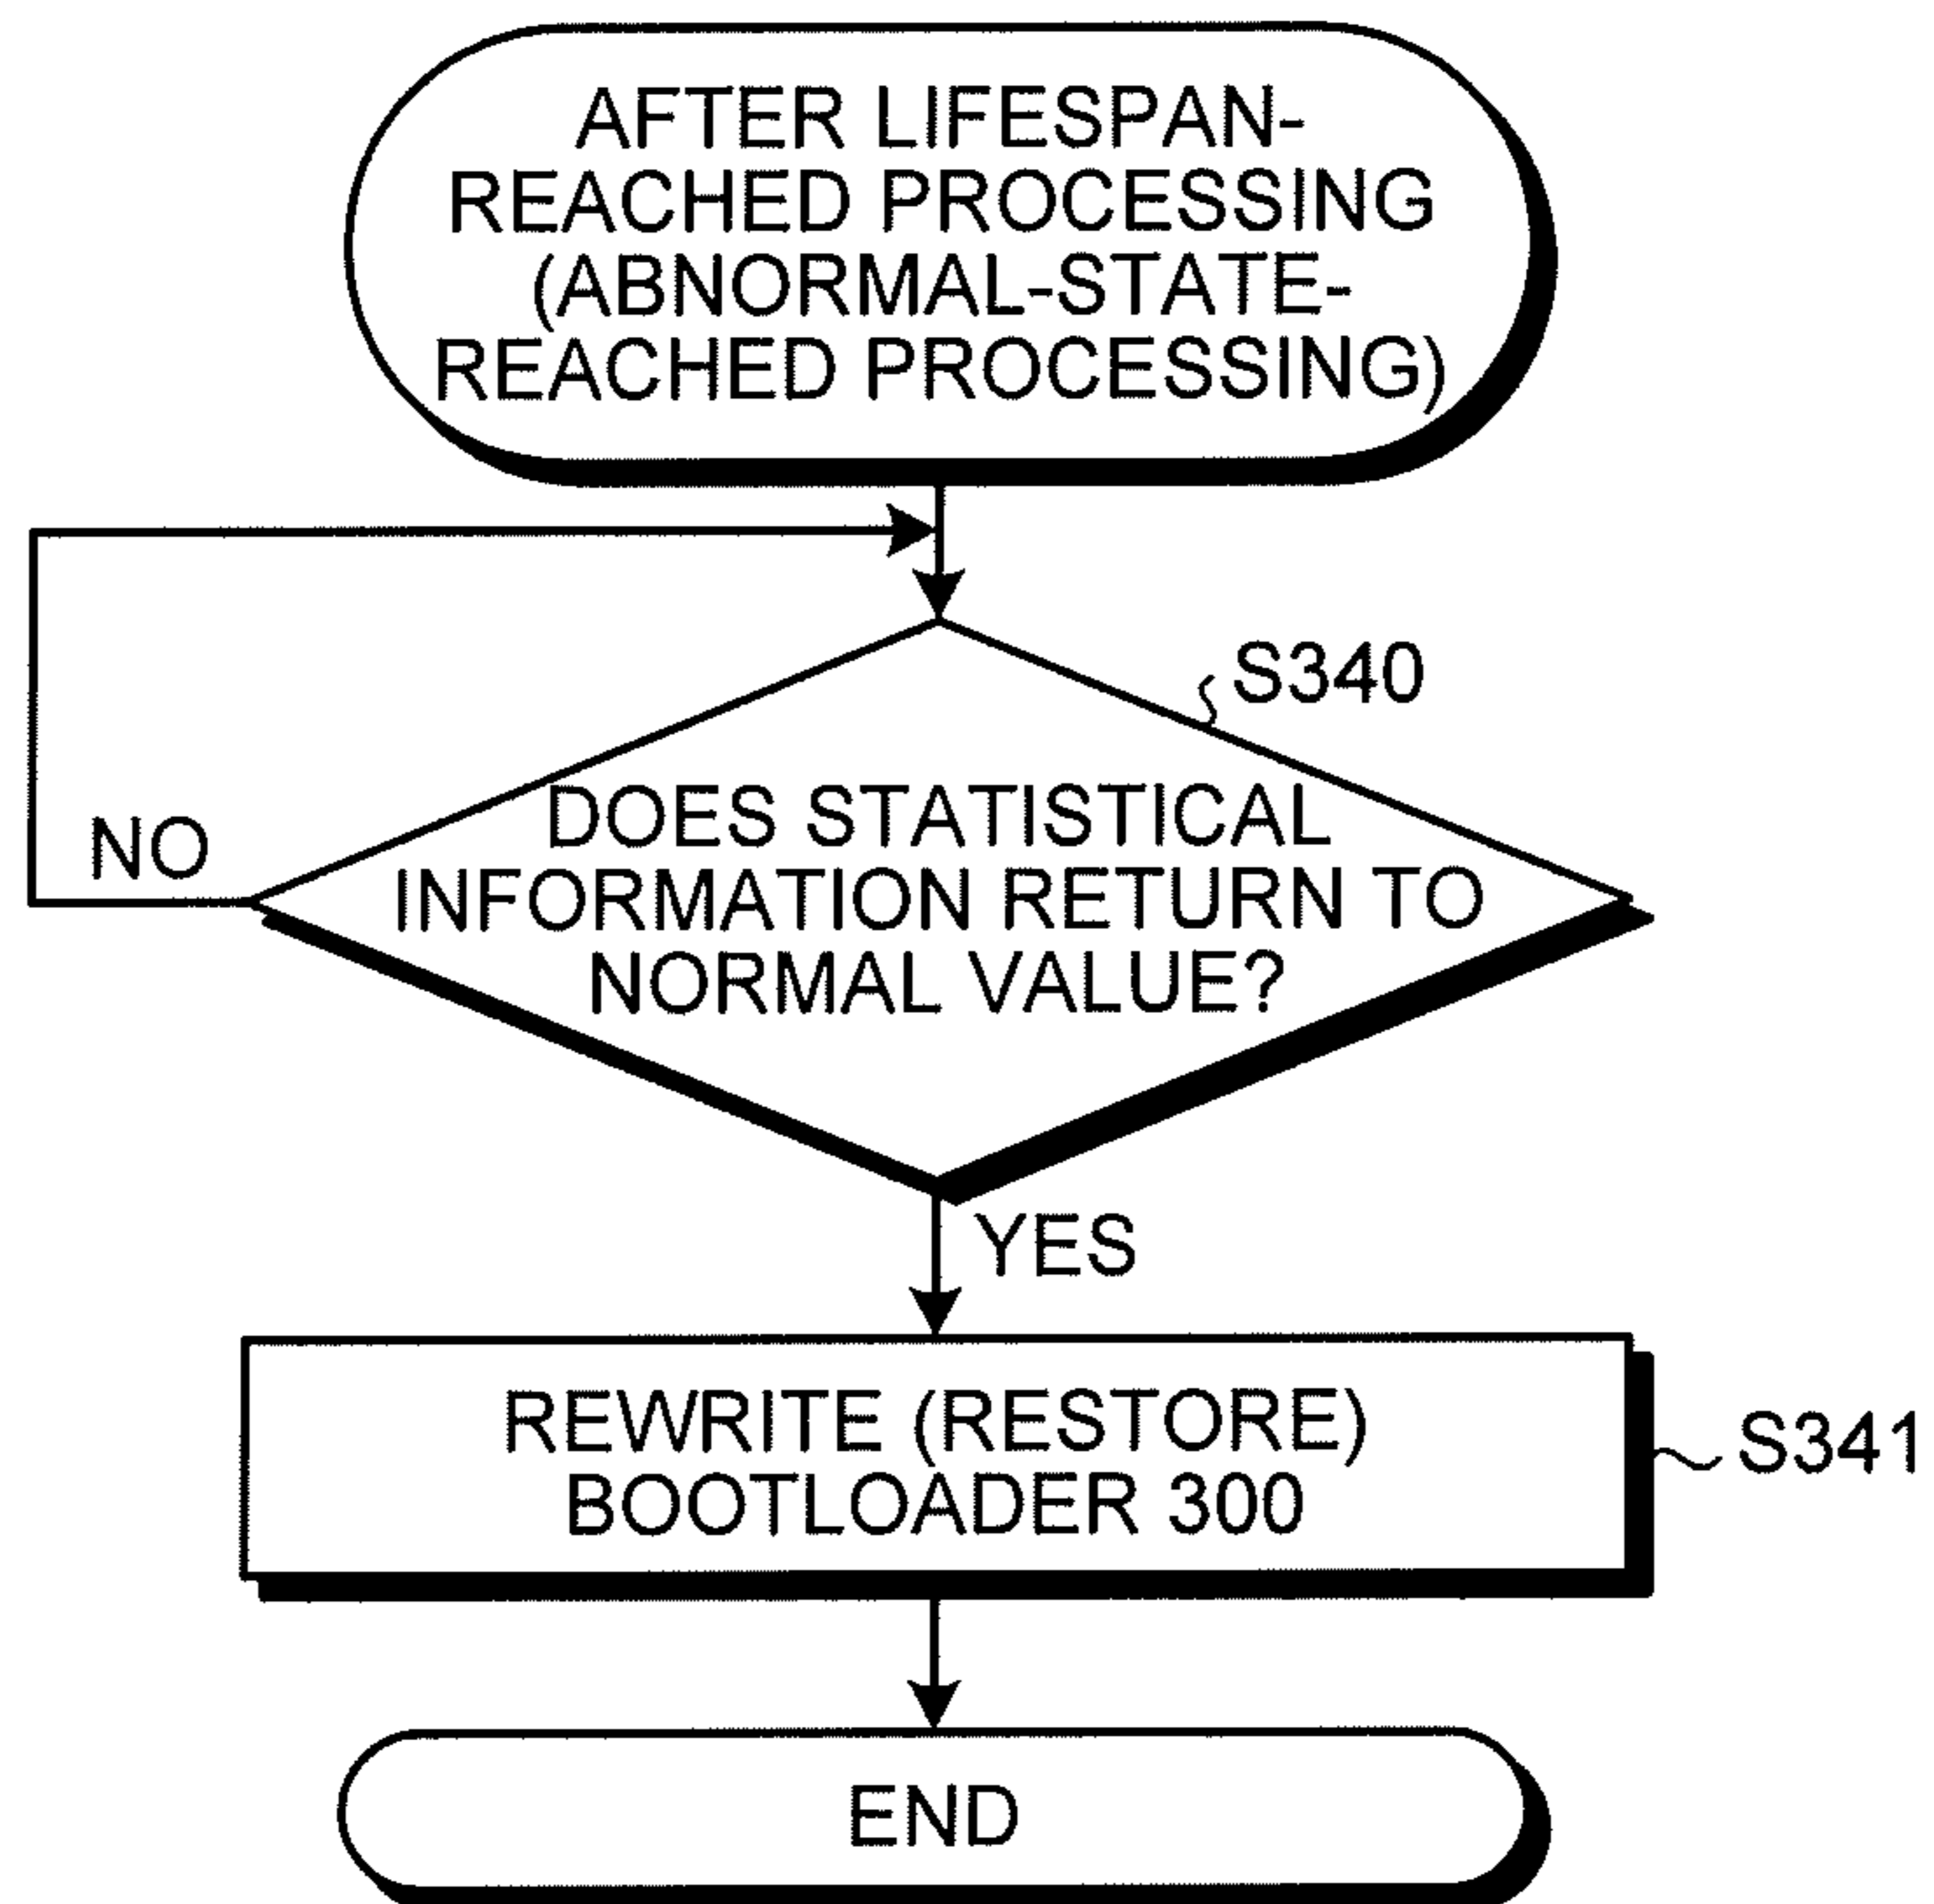 AFTER LIFESPAN-
REACHED PROCESSING
(ABNORMAL-STATE-
REACHED PROCESSING)
S340
DOES STATISTICAL
INFORMATION RETURN TO
NORMAL VALUE?
NO
YES
REWRITE (RESTORE)
BOOTLOADER 300
S341
END